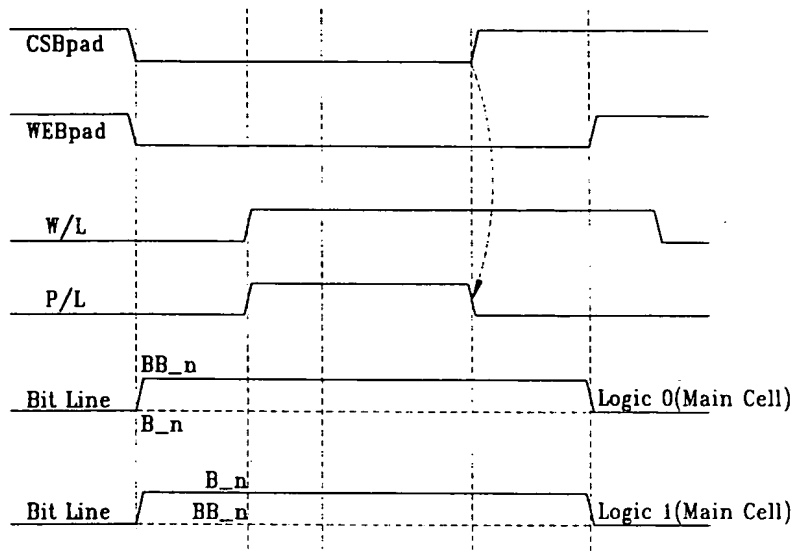 CSBpad
WEBpad
W/L
P/L
BB_n
Bit Line
Logic 0(Main Cell)
B_n
B_n
Bit Line
BB_n
Logic 1(Main Cell)